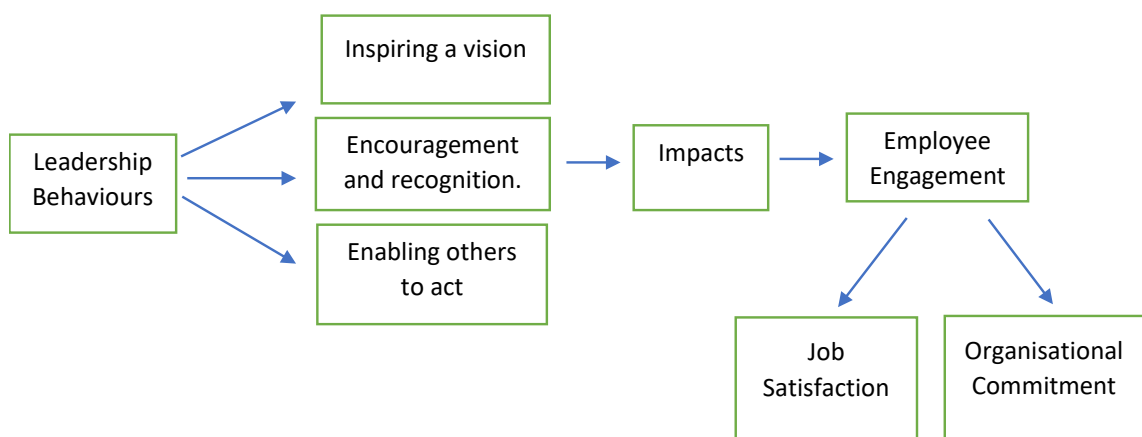 Inspiring a vision
Leadership
Behaviours
Encouragement
and recognition.
Enabling others
to act
Impacts
Employee
Engagement
Job
Satisfaction
Organisational
Commitment